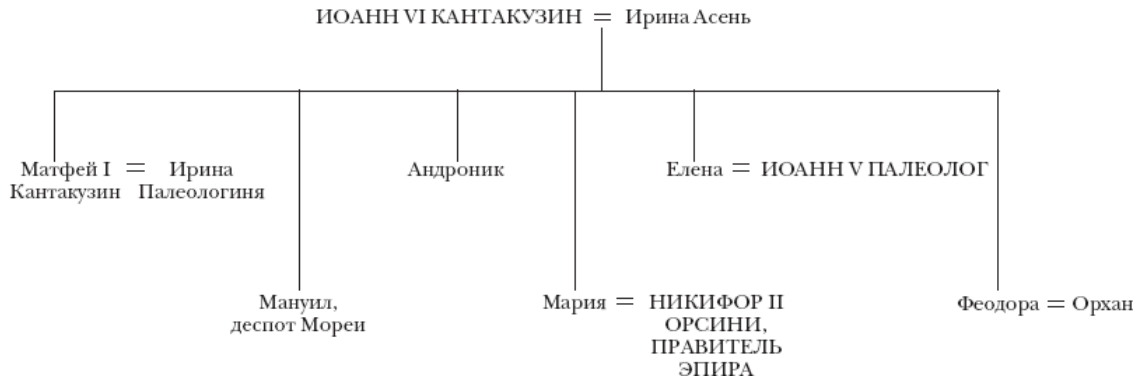 ИОАНН VI КАНТАКУЗИН = Ирина Асень
Матфей I = Ирина
Кантакузин Палеологиня
Андроник
Елена = ИОАНН V ПАЛЕОЛОГ
Мануил,
деспот Мореи
Мария = НИКИФОР II
ОРСИНИ,
ПРАВИТЕЛЬ
ЭПИРА
Феодора = Орхан